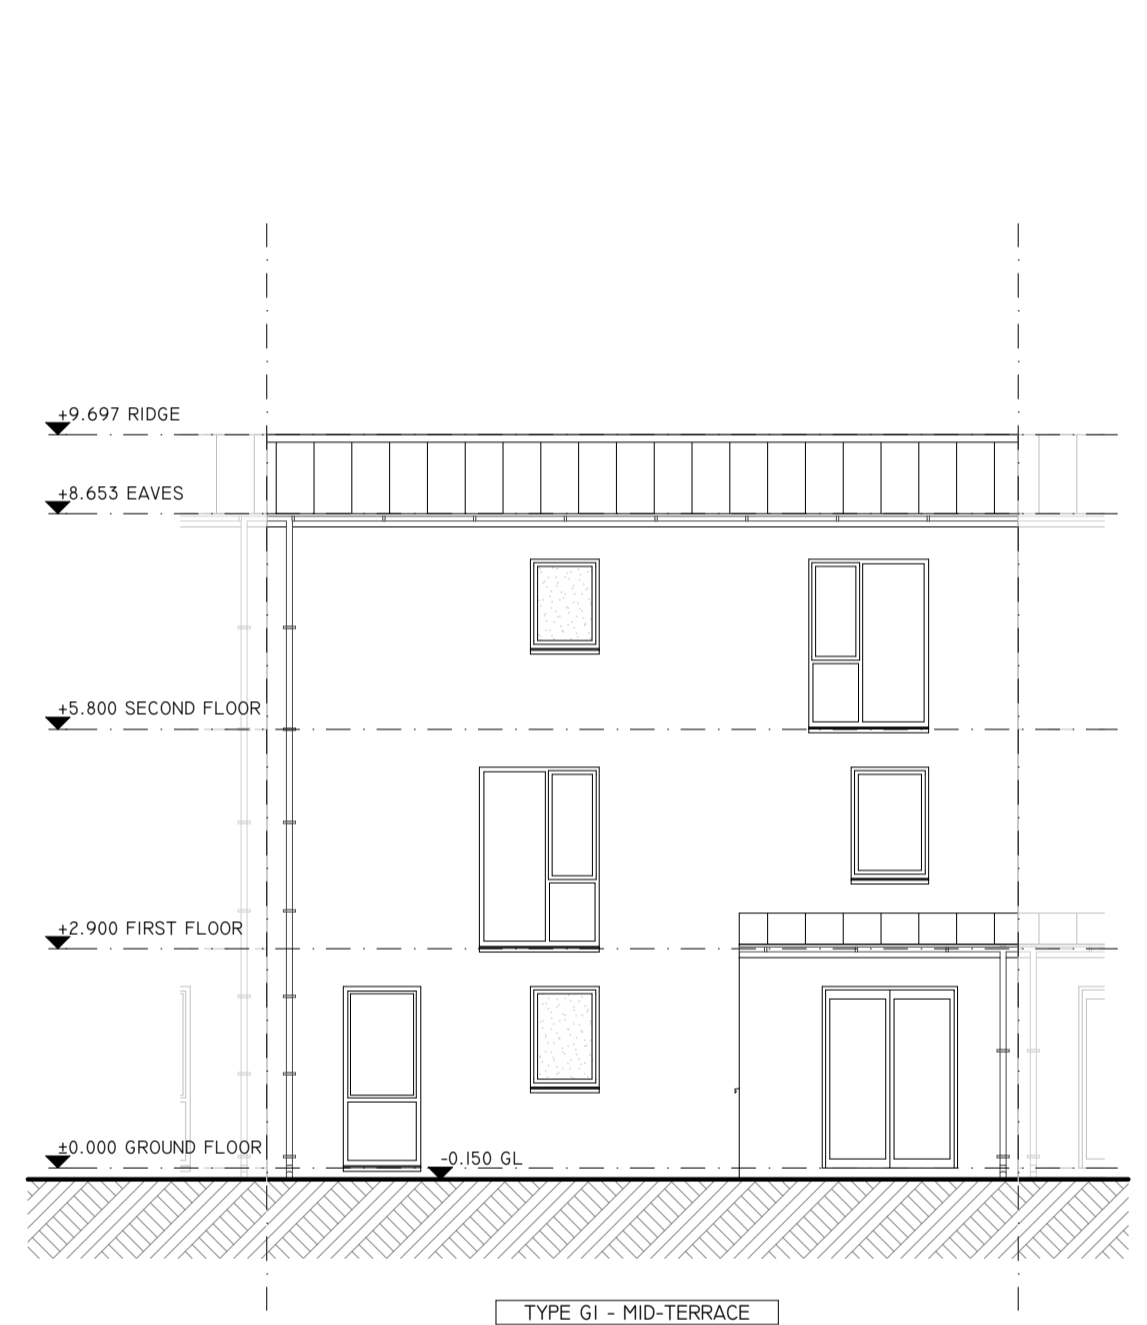 +9.697 RIDGE
+8.653 EAVES
+5.800 SECOND FLOOR
+2.900 FIRST FLOOR
±0.000 GROUND FLOOR
-0.150 GL
TYPE G1 - MID-TERRACE